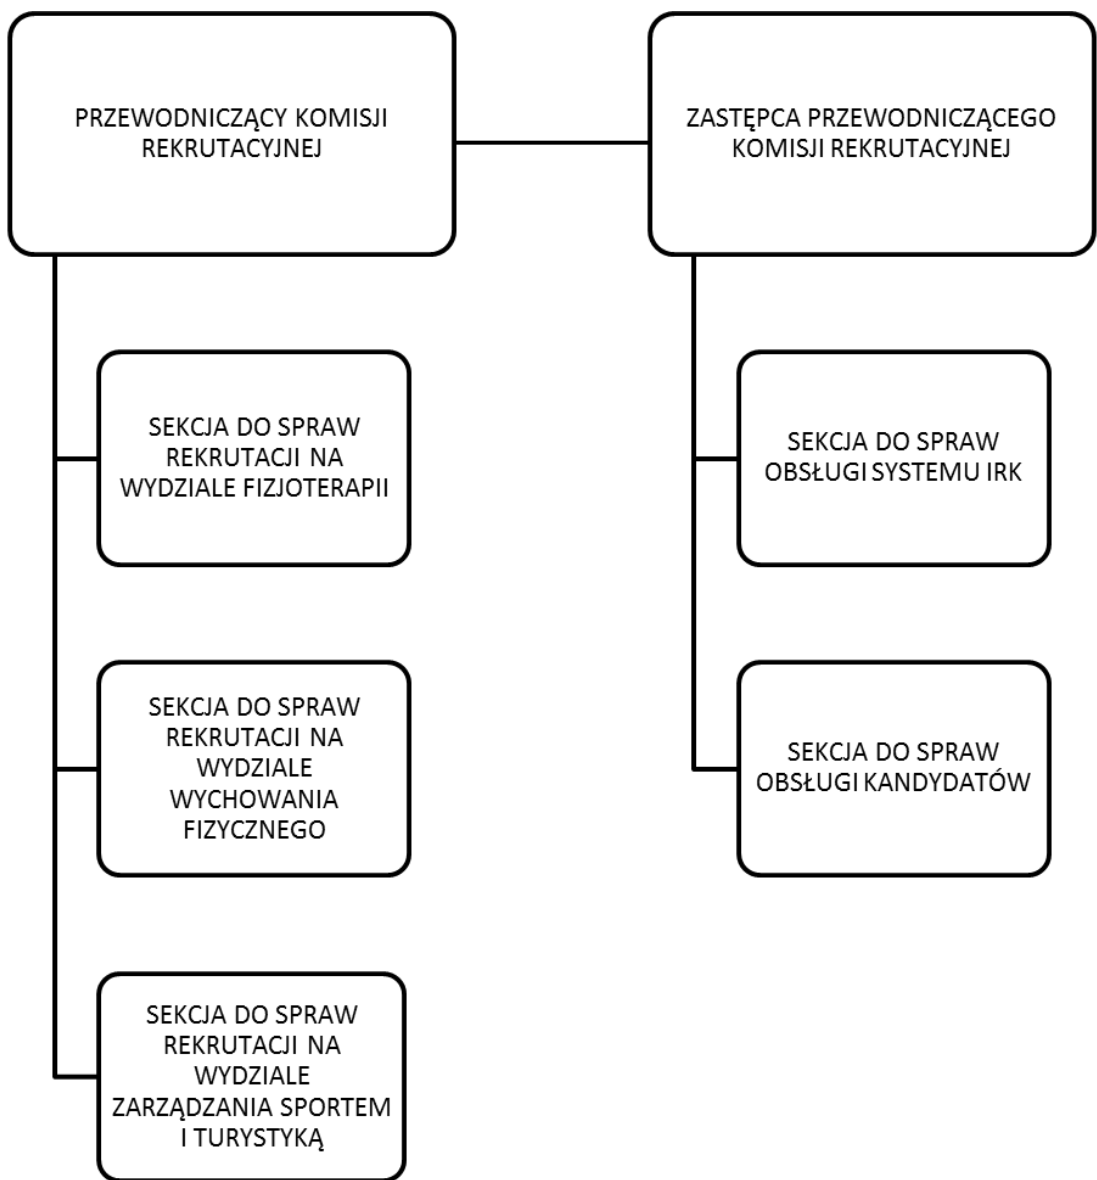 PRZEWODNICZĄCY KOMISJI
REKRUTACYJNEJ
ZASTĘPCA PRZEWODNICZĄCEGO
KOMISJI REKRUTACYJNEJ
SEKCJA DO SPRAW
REKRUTACJI NA
WYDZIALE FIZJOTERAPII
SEKCJA DO SPRAW
REKRUTACJI NA
WYDZIALE
WYCHOWANIA
FIZYCZNEGO
SEKCJA DO SPRAW
REKRUTACJI NA
WYDZIALE
ZARZĄDZANIA SPORTEM
I TURYSTYKĄ
SEKCJA DO SPRAW
OBSŁUGI SYSTEMU IRK
SEKCJA DO SPRAW
OBSŁUGI KANDYDATÓW